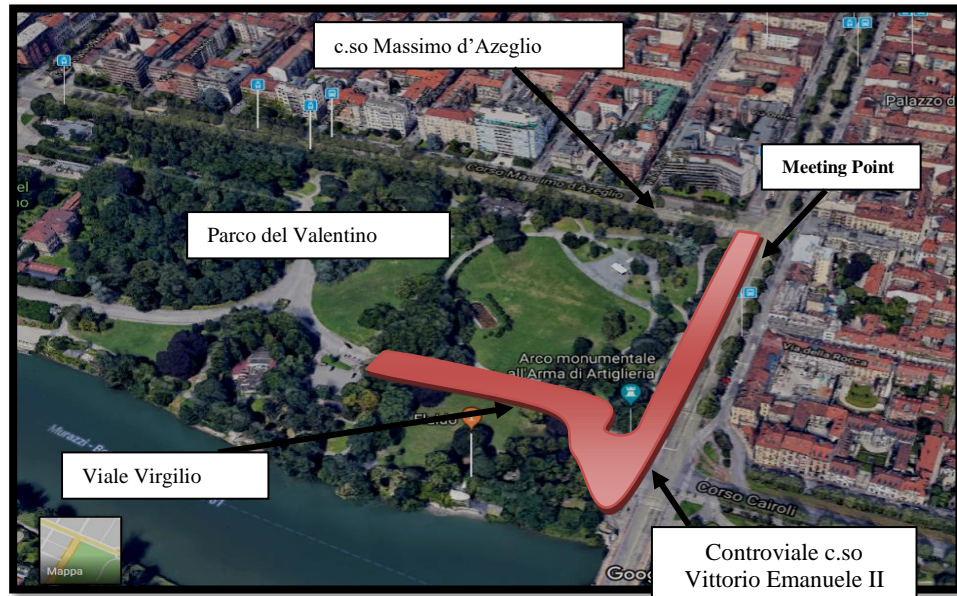 c.so Massimo d'Azeglio
Palazzo d
Meeting Point
Corso Massimo d'Azeglio
Parco del Valentino
Arco monumentale
all'Arma di Artiglieria
Via della Rocca
Viale Virgilio
Corso Cairoli
Controviale c.so
Vittorio Emanuele II
Mappa
Goo